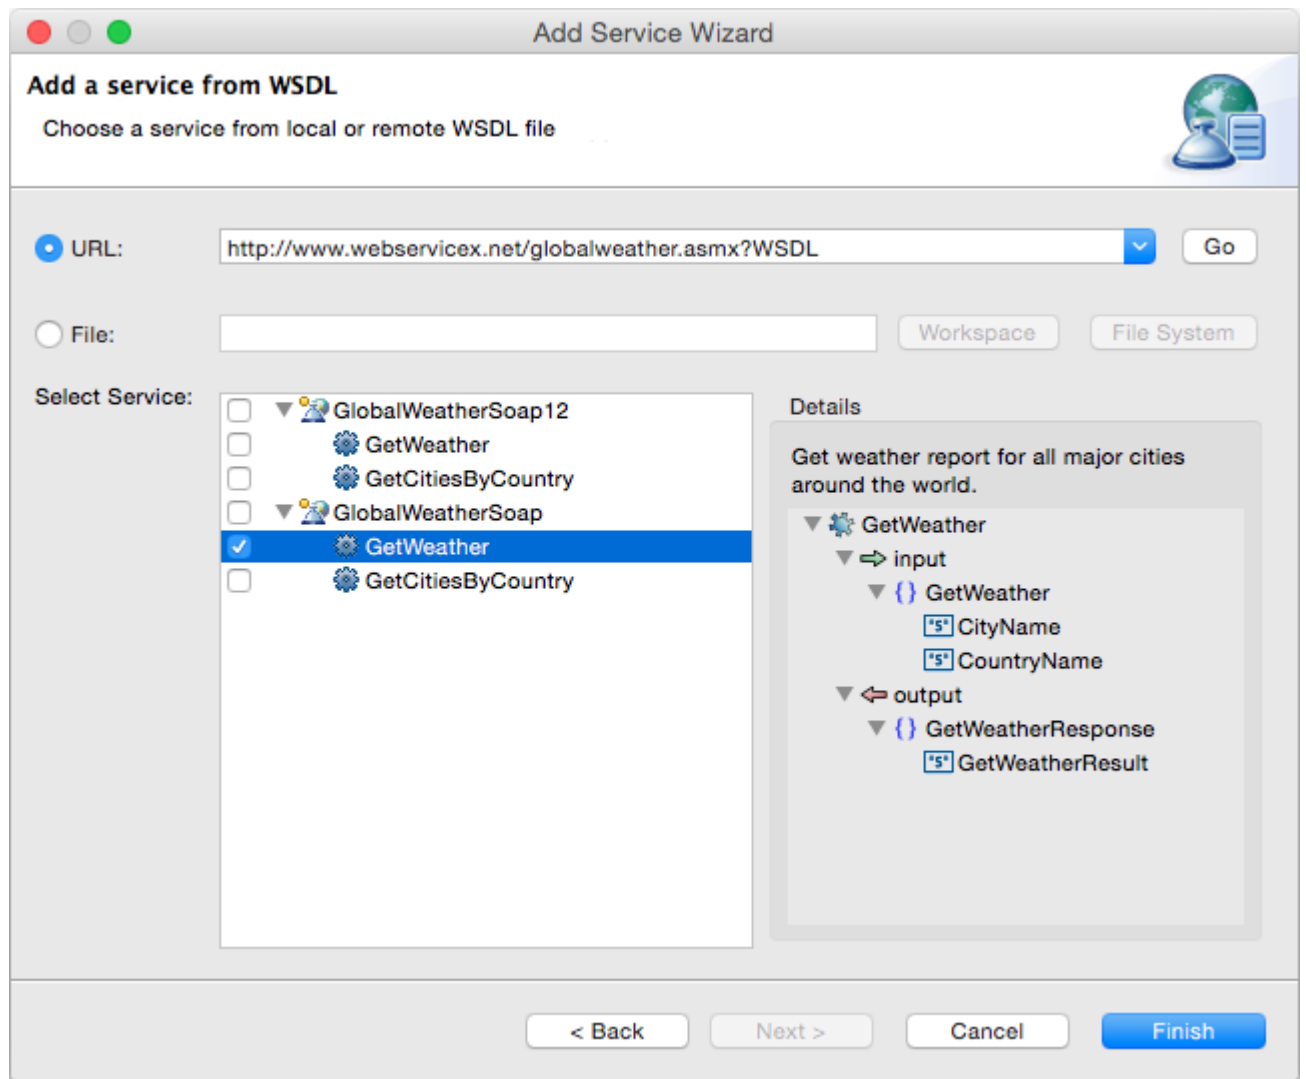 Add Service Wizard
Add a service from WSDL
Choose a service from local or remote WSDL file
URL: http://www.webservicex.net/globalweather.asmx?WSDL Go
File: Workspace File System
Select Service:
GlobalWeatherSoap12
GetWeather
GetCitiesByCountry
GlobalWeatherSoap
GetWeather
GetCitiesByCountry
Details
Get weather report for all major cities
around the world.
GetWeather
input
{} GetWeather
"S" CityName
"S" CountryName
output
{} GetWeatherResponse
"S" GetWeatherResult
< Back Next > Cancel Finish